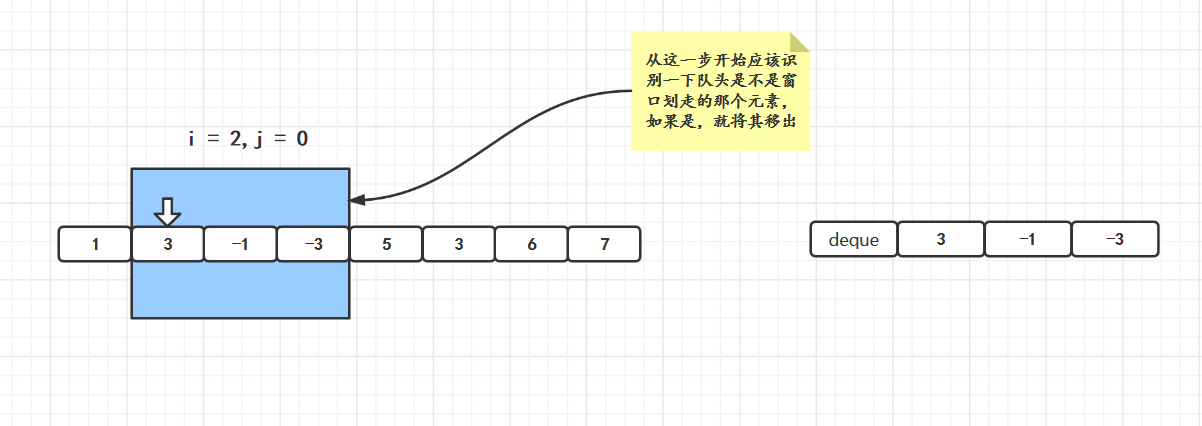 从这一步开始应该识
别一下队头是不是窗
口划走的那个元素，
如果是，就将其移出
i = 2, j = 0
1 3 -1 -3 5 3 6 7
deque 3 -1 -3